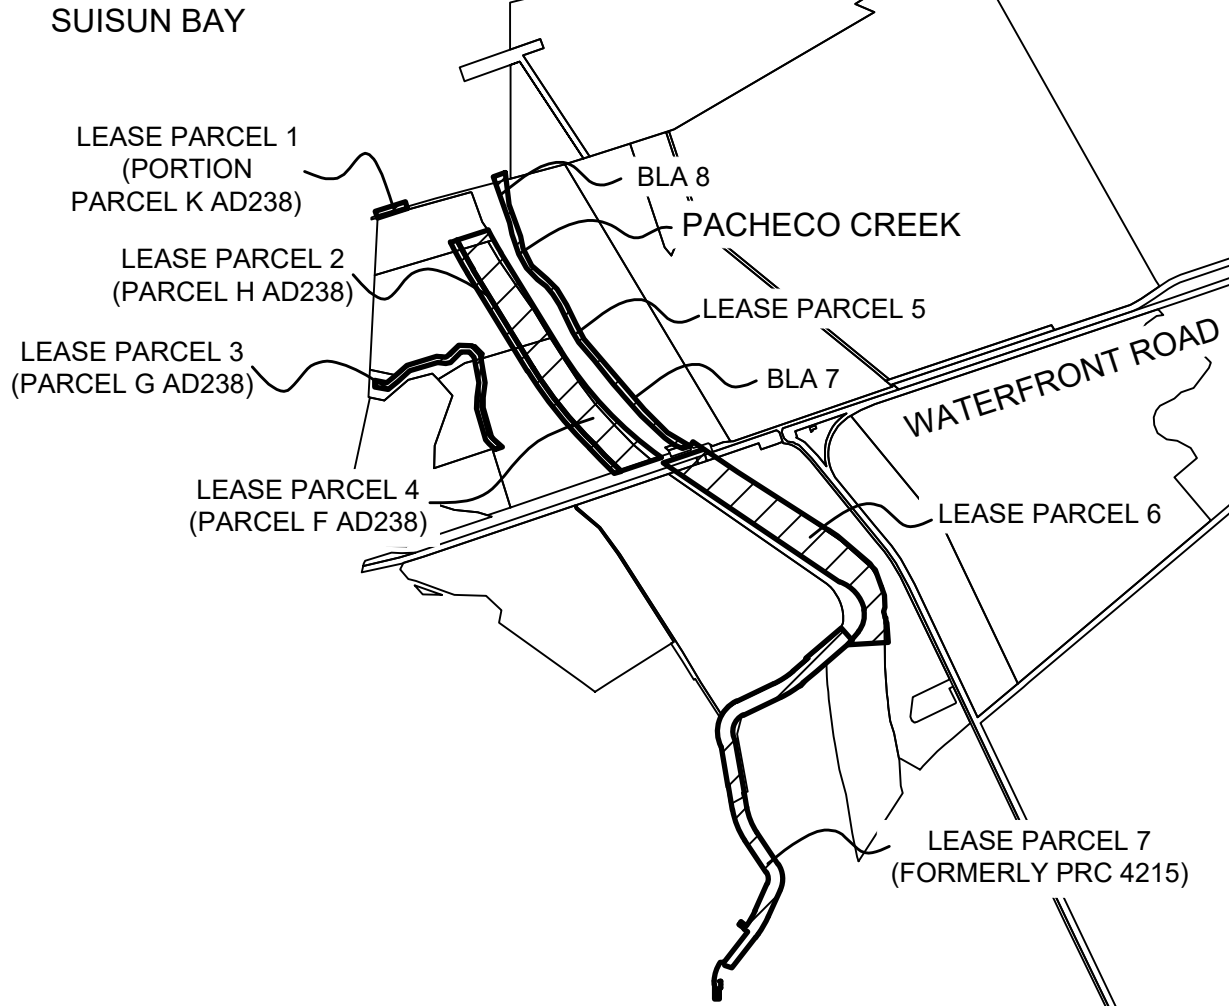 SUISUN BAY
LEASE PARCEL 1
(PORTION
PARCEL K AD238)
BLA 8
PACHECO CREEK
LEASE PARCEL 2
(PARCEL H AD238)
LEASE PARCEL 5
LEASE PARCEL 3
(PARCEL G AD238)
BLA 7
WATERFRONT ROAD
LEASE PARCEL 4
(PARCEL F AD238)
LEASE PARCEL 6
LEASE PARCEL 7
(FORMERLY PRC 4215)